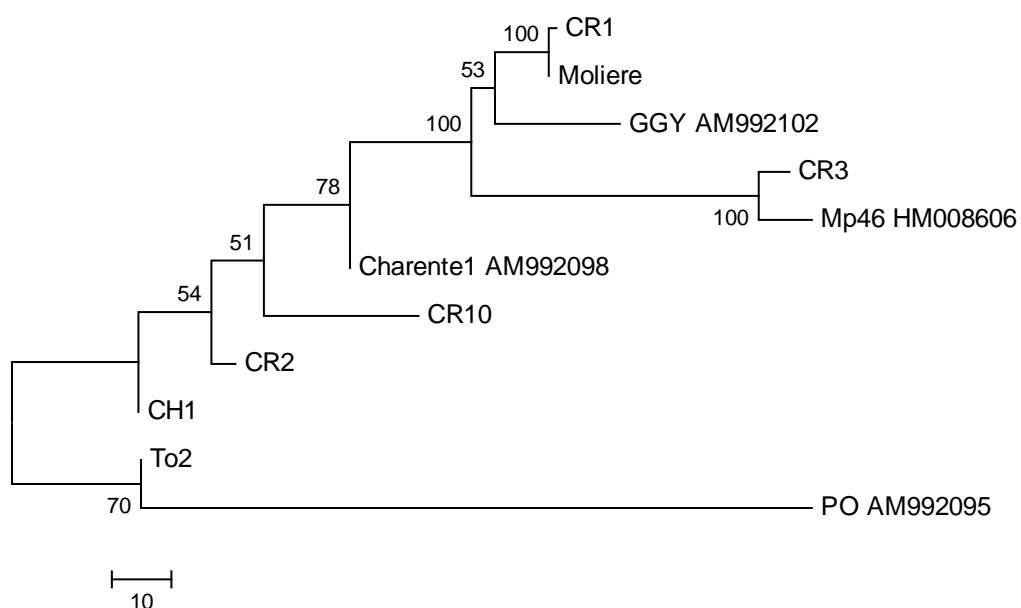 CR1
100
Moliere
53
GGY AM992102
100
CR3
78
100
Mp46 HM008606
51
Charente1 AM992098
54
CR10
CR2
CH1
To2
70
PO AM992095
10